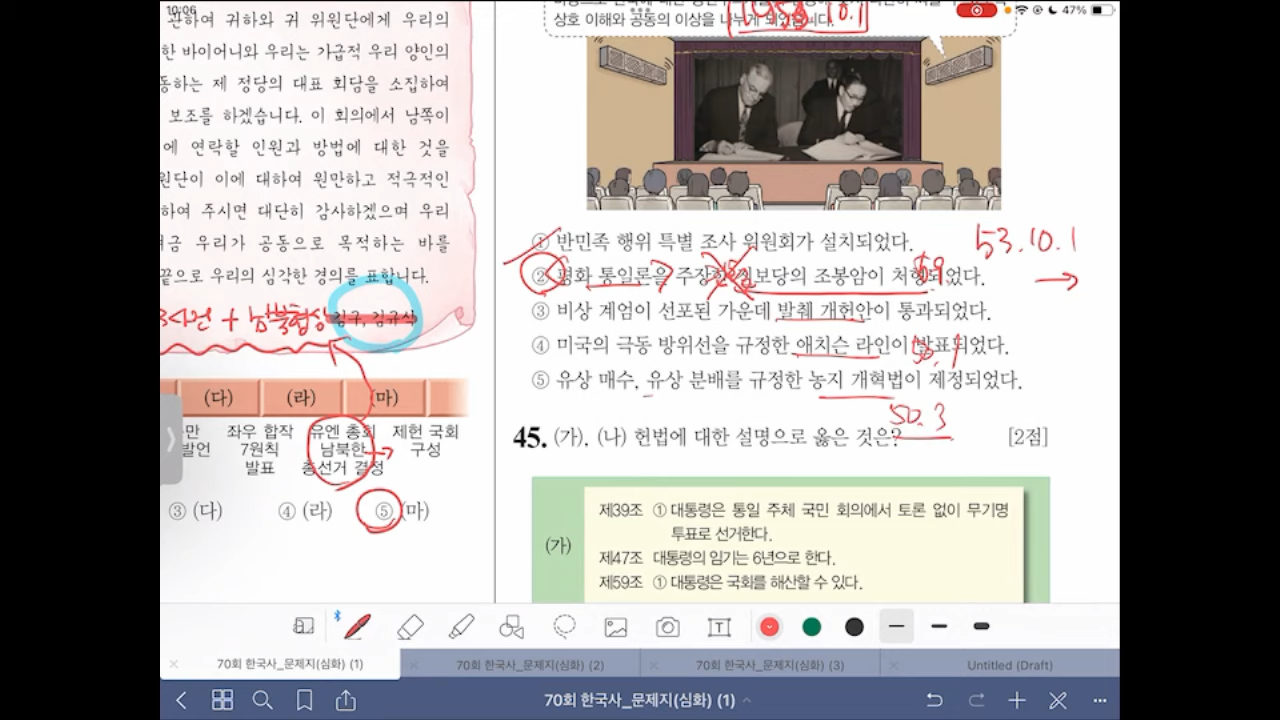 10:06
47%
관하여 귀하와 귀 위원단에게 우리의
한 바이어니와 우리는 가급적 우리 양인의
동하는 제 정당의 대표 회담을 소집하여
보조를 하겠습니다. 이 회의에서 남쪽이
에 연락할 인원과 방법에 대한 것을
원단이 이에 대하여 원만하고 적극적인
하여 주시면 대단히 감사하겠으며 우리
금 우리가 공동으로 목적하는 바를
끝으로 우리의 심각한 경의를 표합니다.
+ 남북협상 김구, 김규식
(다) (라) (마)
발언
좌우 합작
7원칙
발표
유엔 총회
남북한
총선거 결정
제헌 국회
구성
③ (다) ④ (라) ⑤ (마)
상호 이해와 공동의 이상을 나누게 되었습니다.
10.1
① 반민족 행위 특별 조사 위원회가 설치되었다.
53.10.1
② 평화 통일론을 주장한 진보당의 조봉암이 처형되었다.
59
③ 비상 계엄이 선포된 가운데 발췌 개헌안이 통과되었다.
④ 미국의 극동 방위선을 규정한 애치슨 라인이 발표되었다.
50.1
⑤ 유상 매수, 유상 분배를 규정한 농지 개혁법이 제정되었다.
50.3
45. (가), (나) 헌법에 대한 설명으로 옳은 것은? [2점]
(가)
제39조 ① 대통령은 통일 주체 국민 회의에서 토론 없이 무기명
투표로 선거한다.
제47조 대통령의 임기는 6년으로 한다.
제59조 ① 대통령은 국회를 해산할 수 있다.
70회 한국사_문제지(심화) (1)
70회 한국사_문제지(심화) (2)
70회 한국사_문제지(심화) (3)
Untitled (Draft)
70회 한국사_문제지(심화) (1)